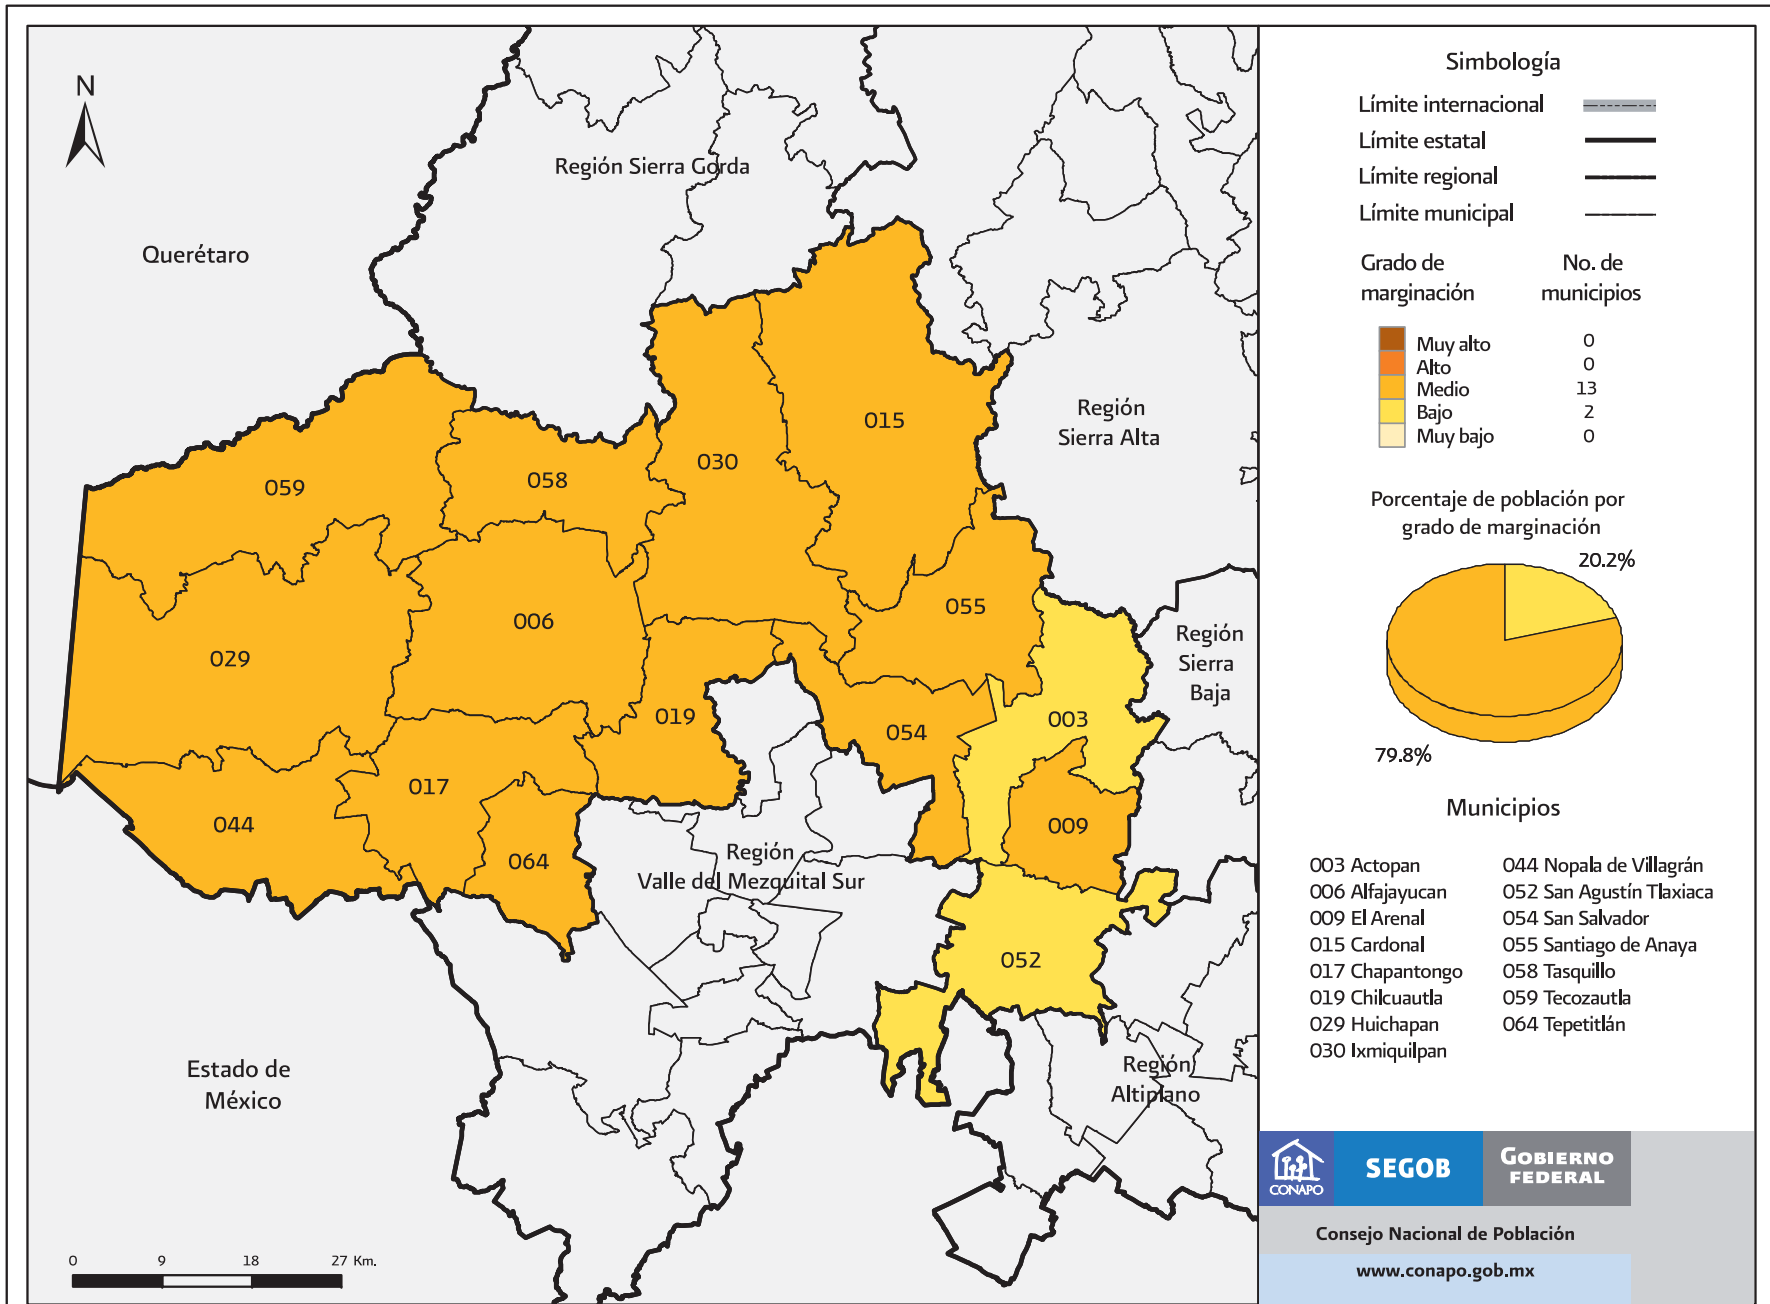 N
Querétaro
Región Sierra Gorda
Región
Sierra Alta
Región
Sierra
Baja
Región
Valle del Mezquital Sur
Región
Altiplano
Estado de
México
015
030
058
059
055
006
029
019
003
054
017
044
009
064
052
0 9 18 27 Km.
Simbología
Límite internacional
Límite estatal
Límite regional
Límite municipal
Grado de marginación
No. de municipios
Muy alto 0
Alto 0
Medio 13
Bajo 2
Muy bajo 0
Porcentaje de población por
grado de marginación
20.2%
79.8%
Municipios
003 Actopan
006 Alfajayucan
009 El Arenal
015 Cardonal
017 Chapantongo
019 Chilcuautla
029 Huichapan
030 Ixmiquilpan
044 Nopala de Villagrán
052 San Agustín Tlaxiaca
054 San Salvador
055 Santiago de Anaya
058 Tasquillo
059 Tecozautla
064 Tepetitlán
CONAPO
SEGOB
GOBIERNO
FEDERAL
Consejo Nacional de Población
www.conapo.gob.mx